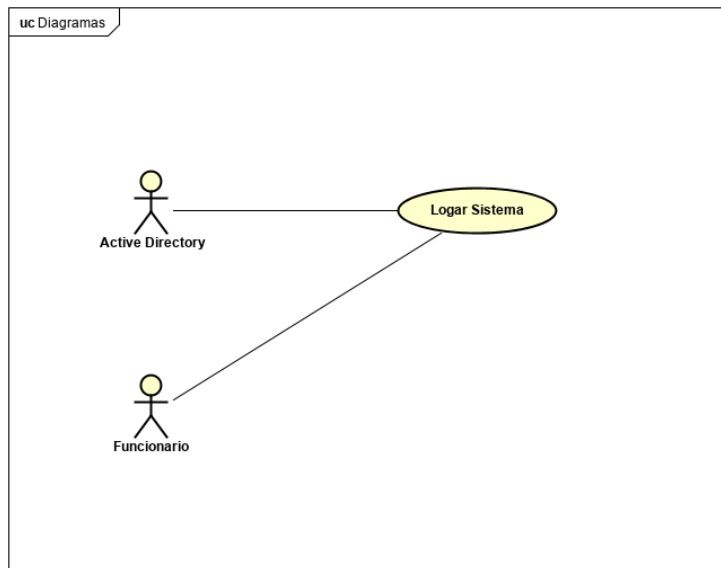 uc Diagramas
Logar Sistema
Active Directory
Funcionario